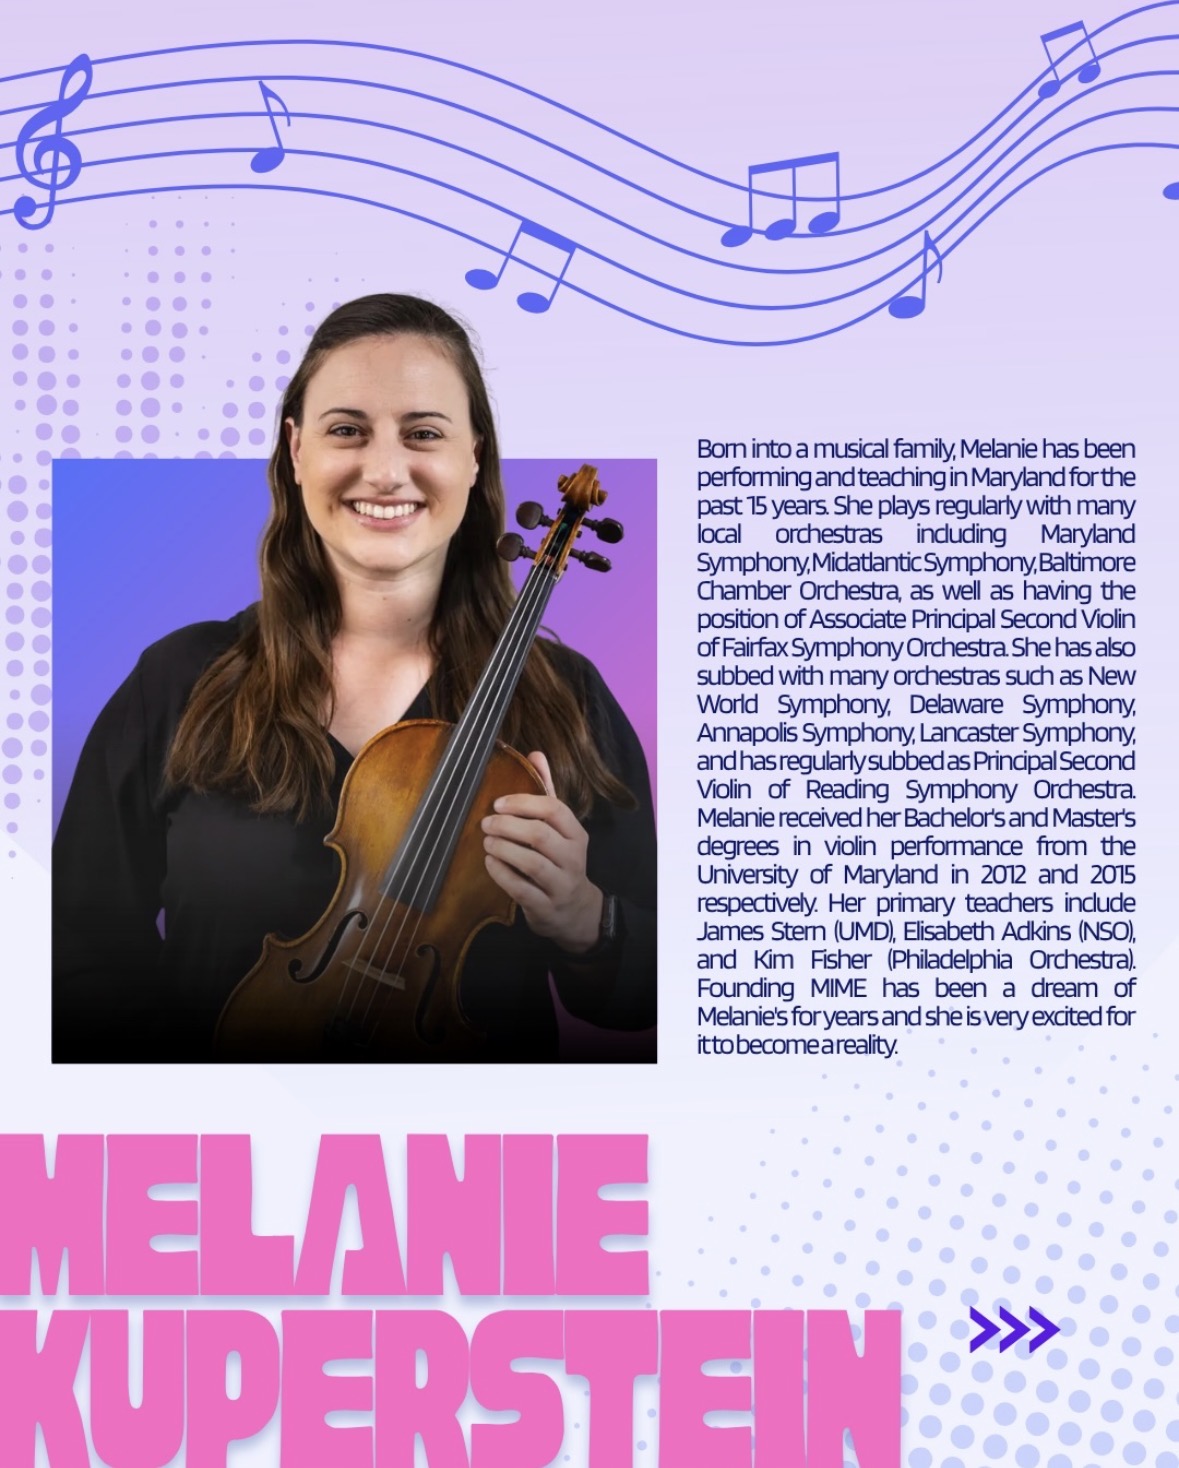 Born into a musical family, Melanie has been
performing and teaching in Maryland for the
past 15 years. She plays regularly with many
local orchestras including Maryland
Symphony, Midatlantic Symphony, Baltimore
Chamber Orchestra, as well as having the
position of Associate Principal Second Violin
of Fairfax Symphony Orchestra. She has also
subbed with many orchestras such as New
World Symphony, Delaware Symphony,
Annapolis Symphony, Lancaster Symphony,
and has regularly subbed as Principal Second
Violin of Reading Symphony Orchestra.
Melanie received her Bachelor's and Master's
degrees in violin performance from the
University of Maryland in 2012 and 2015
respectively. Her primary teachers include
James Stern (UMD), Elisabeth Adkins (NSO),
and Kim Fisher (Philadelphia Orchestra).
Founding MIME has been a dream of
Melanie's for years and she is very excited for
it to become a reality.
MELANIE
KUPERSTEIN